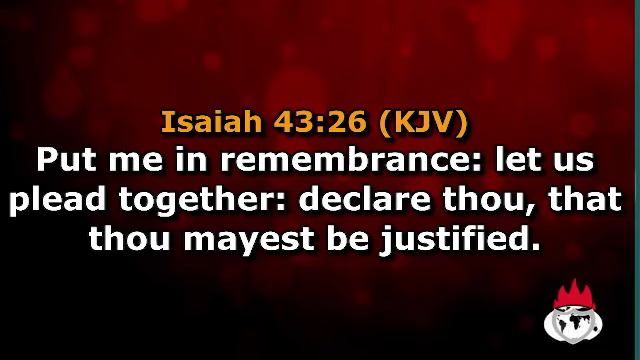 Isaiah 43:26 (KJV)
Put me in remembrance: let us
plead together: declare thou, that
thou mayest be justified.